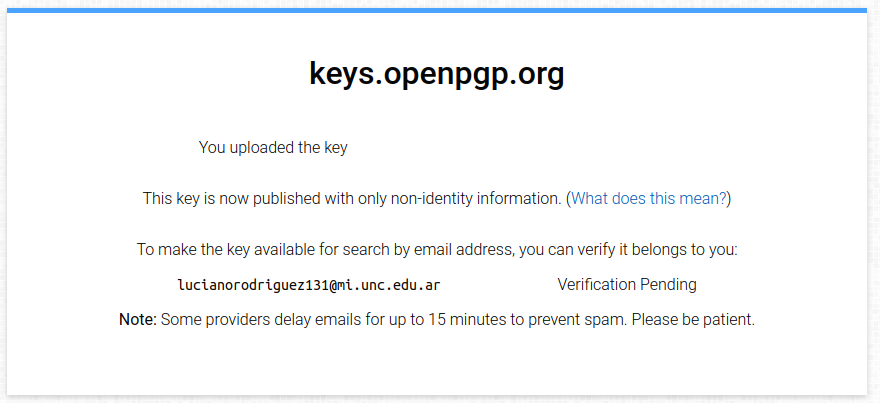 keys.openpgp.org
You uploaded the key
This key is now published with only non-identity information. (What does this mean?)
To make the key available for search by email address, you can verify it belongs to you:
lucianorodriguez131@mi.unc.edu.ar Verification Pending
Note: Some providers delay emails for up to 15 minutes to prevent spam. Please be patient.